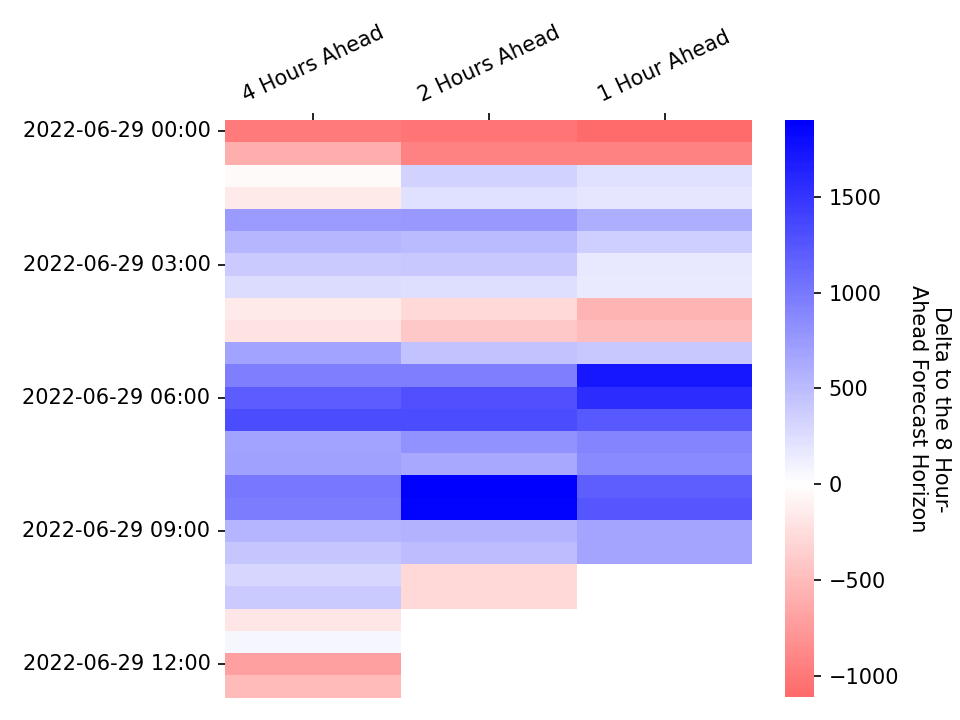 4 Hours Ahead
2 Hours Ahead
1 Hour Ahead
2022-06-29 00:00
2022-06-29 03:00
2022-06-29 06:00
2022-06-29 09:00
2022-06-29 12:00
1500
1000
500
0
−500
−1000
Delta to the 8 Hour-
Ahead Forecast Horizon